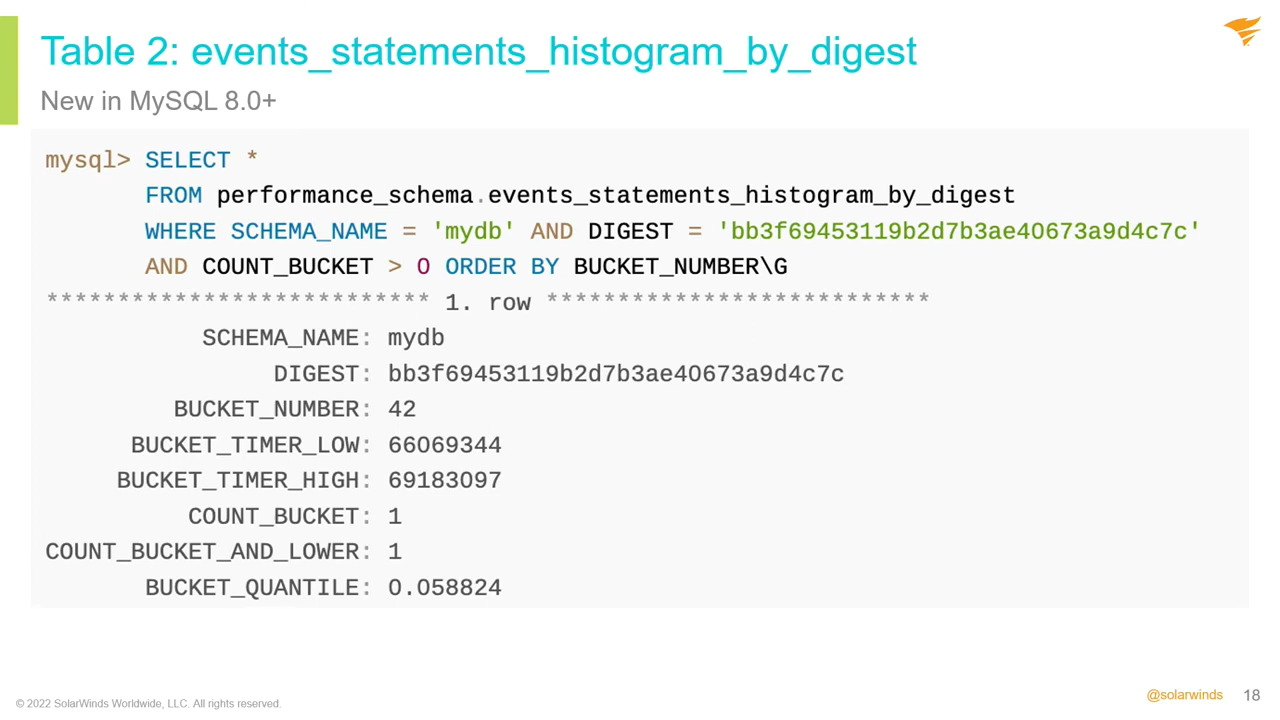 Table 2: events_statements_histogram_by_digest
New in MySQL 8.0+
mysql> SELECT *
FROM performance_schema.events_statements_histogram_by_digest
WHERE SCHEMA_NAME = 'mydb' AND DIGEST = 'bb3f69453119b2d7b3ae40673a9d4c7c'
AND COUNT_BUCKET > 0 ORDER BY BUCKET_NUMBER\G
*************************** 1. row ***************************
SCHEMA_NAME: mydb
DIGEST: bb3f69453119b2d7b3ae40673a9d4c7c
BUCKET_NUMBER: 42
BUCKET_TIMER_LOW: 66069344
BUCKET_TIMER_HIGH: 69183097
COUNT_BUCKET: 1
COUNT_BUCKET_AND_LOWER: 1
BUCKET_QUANTILE: 0.058824
© 2022 SolarWinds Worldwide, LLC. All rights reserved.
@solarwinds 18